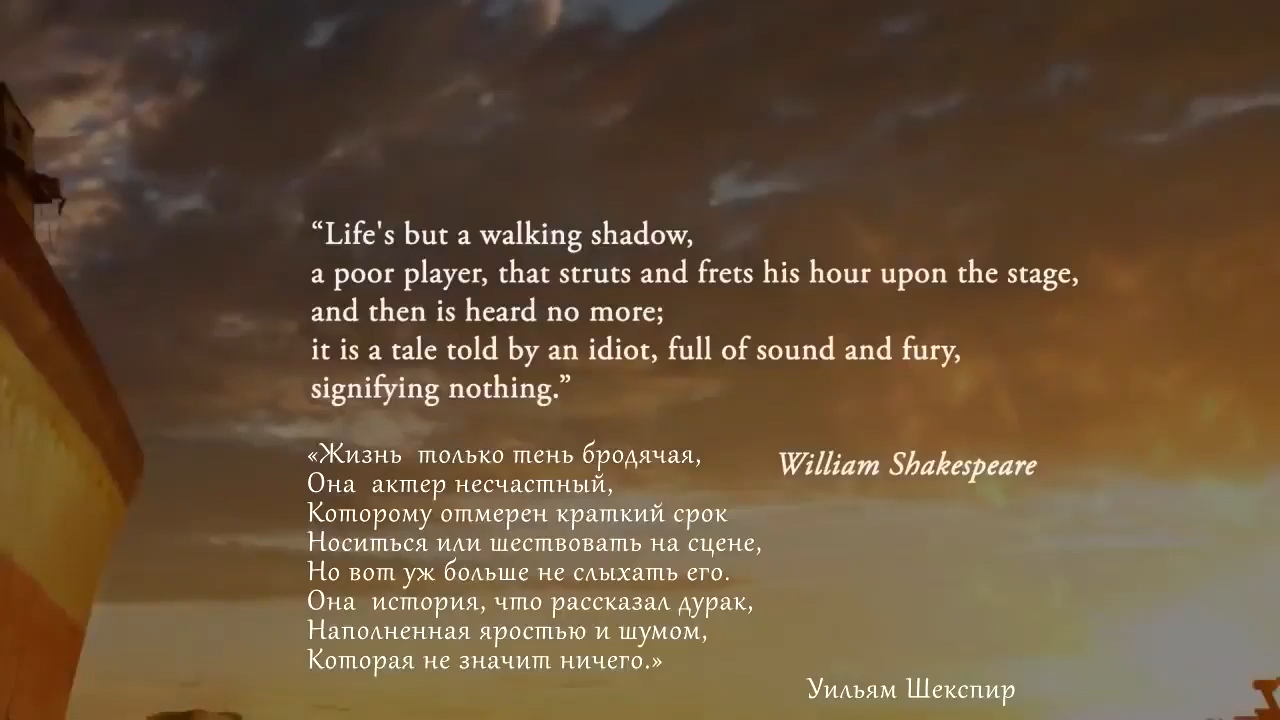 “Life's but a walking shadow,
a poor player, that struts and frets his hour upon the stage,
and then is heard no more;
it is a tale told by an idiot, full of sound and fury,
signifying nothing.”
William Shakespeare
«Жизнь только тень бродячая,
Она актер несчастный,
Которому отмерен краткий срок
Носиться или шествовать на сцене,
Но вот уж больше не слыхать его.
Она история, что рассказал дурак,
Наполненная яростью и шумом,
Которая не значит ничего.»
Уильям Шекспир